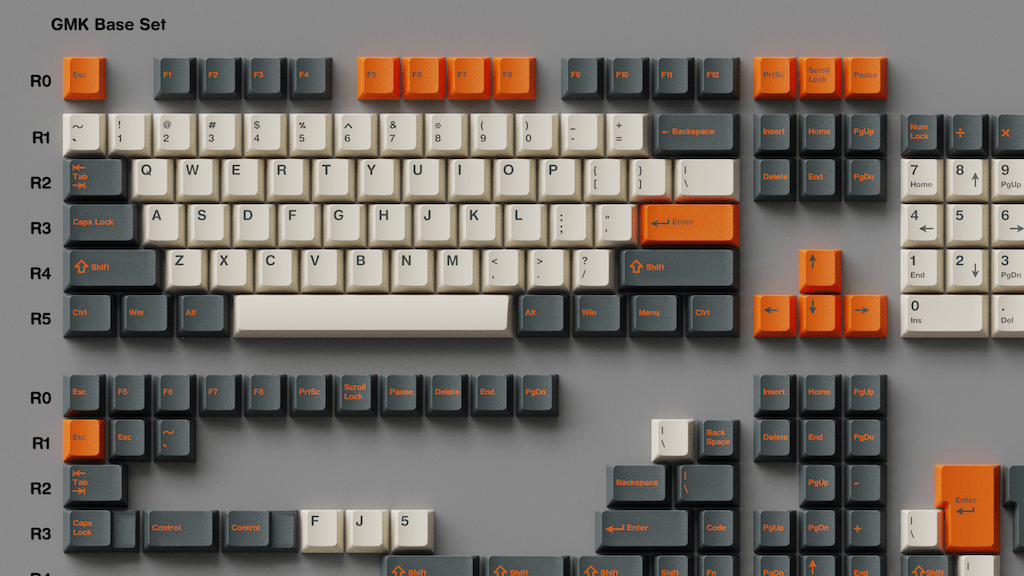 GMK Base Set
R0 Esc F1 F2 F3 F4 F5 F6 F7 F8 F9 F10 F11 F12 PrtSc Scroll Lock Pause
R1 ~ ` ! 1 @ 2 # 3 $ 4 % 5 ^ 6 & 7 * 8 ( 9 ) 0 _ - + = ← Backspace Insert Home PgUp Num Lock ÷ ×
R2 Tab Q W E R T Y U I O P { [ } ] | \ Delete End PgDn 7 Home 8 ↑ 9 PgUp
R3 Caps Lock A S D F G H J K L : ; " ' Enter 4 ← 5 6 →
R4 Shift Z X C V B N M < , > . ? / Shift ↑ 1 End 2 ↓ 3 PgDn
R5 Ctrl Win Alt Alt Win Menu Ctrl ← ↓ → 0 Ins . Del
R0 Esc F5 F6 F7 F8 PrtSc Scroll Lock Pause Delete End PgDn Insert Home PgUp
R1 Esc Esc ~ ` | \ Back Space Delete End PgDn
R2 Tab Backspace | \ PgUp - Enter
R3 Caps Lock Control Control F J 5 Enter Code PgUp PgDn + | \
Shift Shift Shift Shift Fn Home ↑ End Shift |